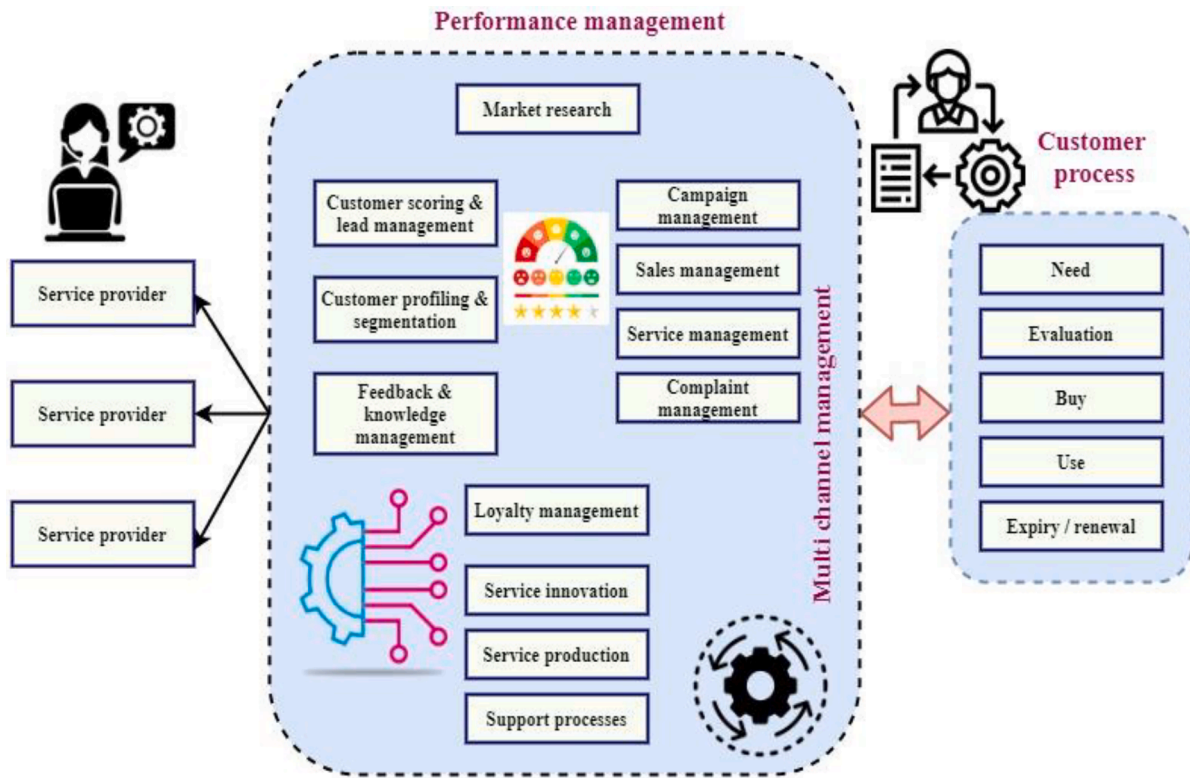 Performance management
Market research
Customer scoring &
lead management
Customer profiling &
segmentation
Feedback &
knowledge
management
Campaign
management
Sales management
Service management
Complaint
management
Loyalty management
Service innovation
Service production
Support processes
Multi channel management
Service provider
Service provider
Service provider
Customer
process
Need
Evaluation
Buy
Use
Expiry / renewal